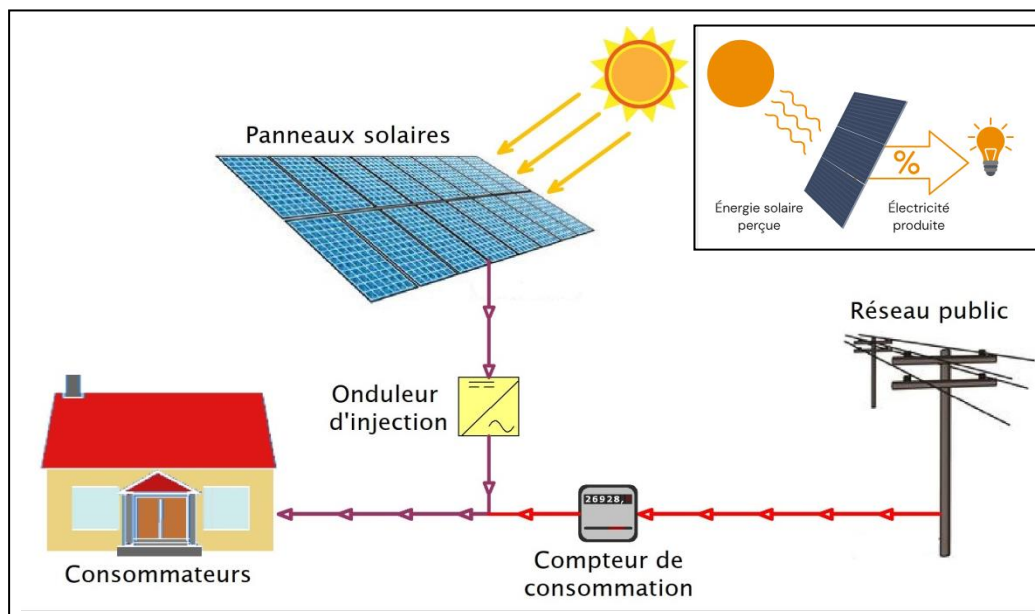 Panneaux solaires
%
Énergie solaire
perçue
Électricité
produite
Réseau public
Onduleur
d'injection
26928,
Compteur de
consommation
Consommateurs